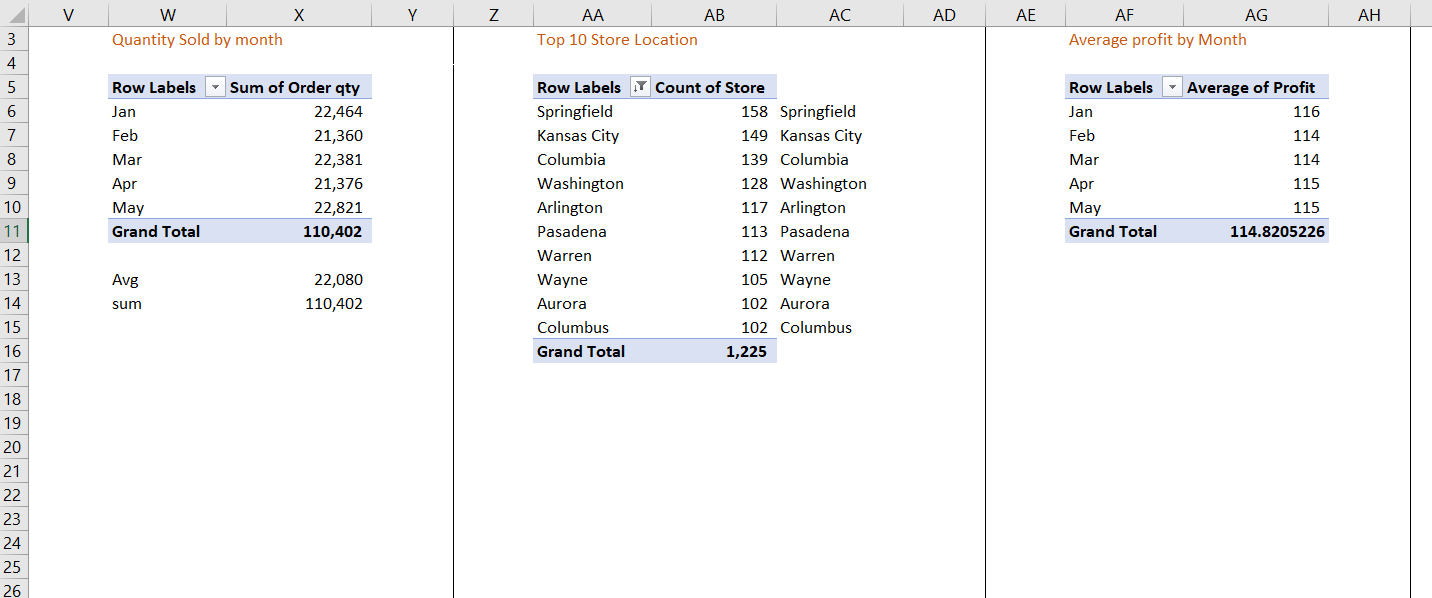 V W X Y Z AA AB AC AD AE AF AG AH
3 Quantity Sold by month Top 10 Store Location Average profit by Month
4
5 Row Labels Sum of Order qty Row Labels Count of Store Row Labels Average of Profit
6 Jan 22,464 Springfield 158 Springfield Jan 116
7 Feb 21,360 Kansas City 149 Kansas City Feb 114
8 Mar 22,381 Columbia 139 Columbia Mar 114
9 Apr 21,376 Washington 128 Washington Apr 115
10 May 22,821 Arlington 117 Arlington May 115
11 Grand Total 110,402 Pasadena 113 Pasadena Grand Total 114.8205226
12 Warren 112 Warren
13 Avg 22,080 Wayne 105 Wayne
14 sum 110,402 Aurora 102 Aurora
15 Columbus 102 Columbus
16 Grand Total 1,225
17
18
19
20
21
22
23
24
25
26